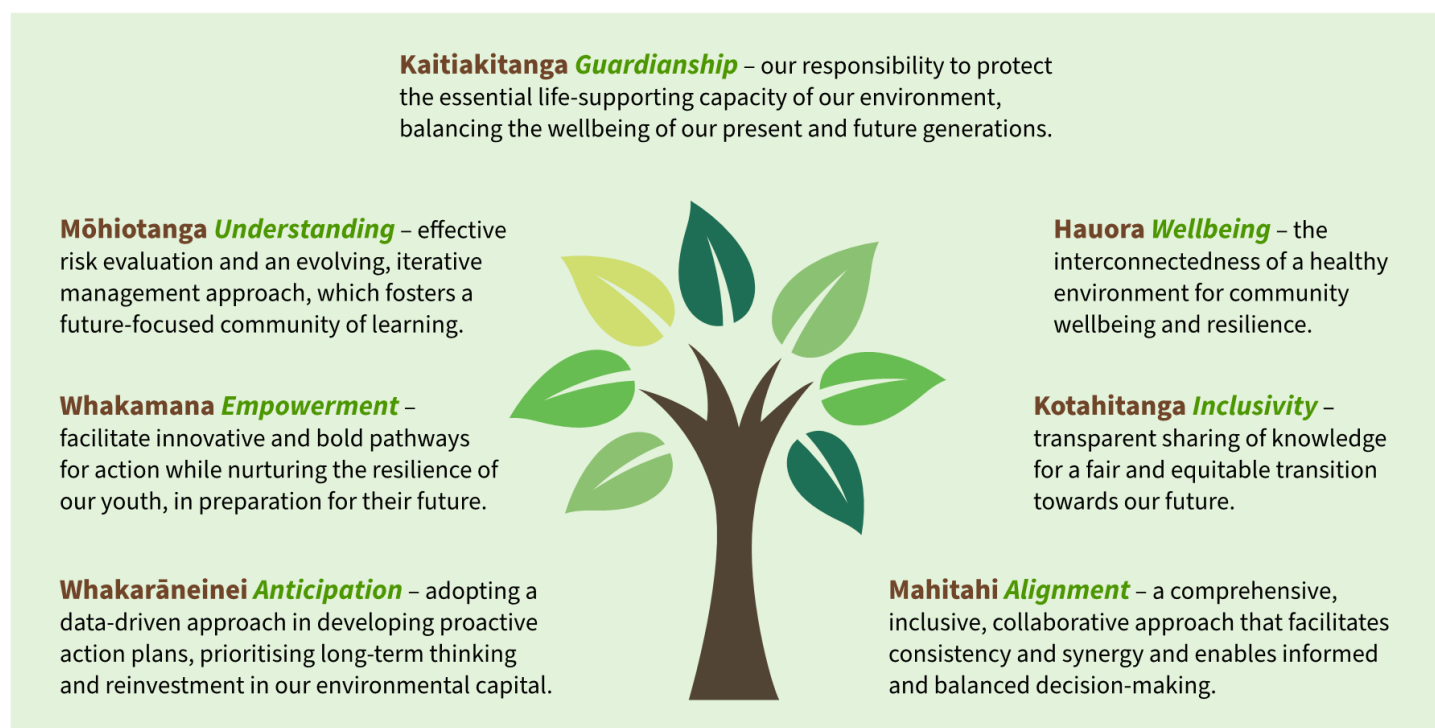 Kaitiakitanga Guardianship – our responsibility to protect
the essential life-supporting capacity of our environment,
balancing the wellbeing of our present and future generations.
Mōhiotanga Understanding – effective
risk evaluation and an evolving, iterative
management approach, which fosters a
future-focused community of learning.
Hauora Wellbeing – the
interconnectedness of a healthy
environment for community
wellbeing and resilience.
Whakamana Empowerment –
facilitate innovative and bold pathways
for action while nurturing the resilience of
our youth, in preparation for their future.
Kotahitanga Inclusivity –
transparent sharing of knowledge
for a fair and equitable transition
towards our future.
Whakarāneinei Anticipation – adopting a
data-driven approach in developing proactive
action plans, prioritising long-term thinking
and reinvestment in our environmental capital.
Mahitahi Alignment – a comprehensive,
inclusive, collaborative approach that facilitates
consistency and synergy and enables informed
and balanced decision-making.